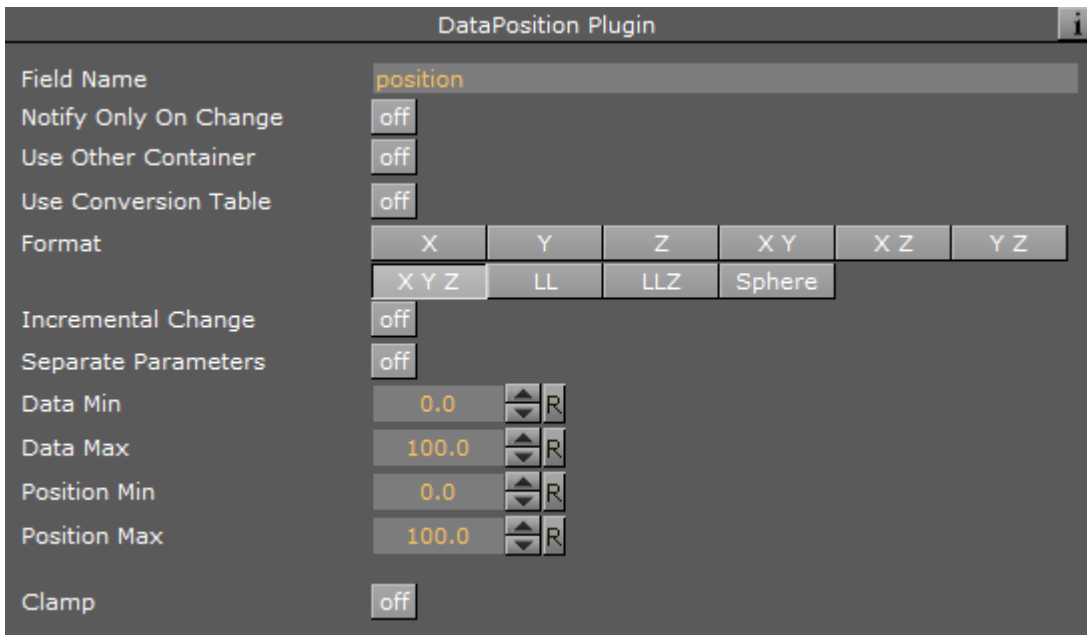 DataPosition Plugin i
Field Name position
Notify Only On Change off
Use Other Container off
Use Conversion Table off
Format X Y Z X Y X Z Y Z
X Y Z LL LLZ Sphere
Incremental Change off
Separate Parameters off
Data Min 0.0 R
Data Max 100.0 R
Position Min 0.0 R
Position Max 100.0 R
Clamp off